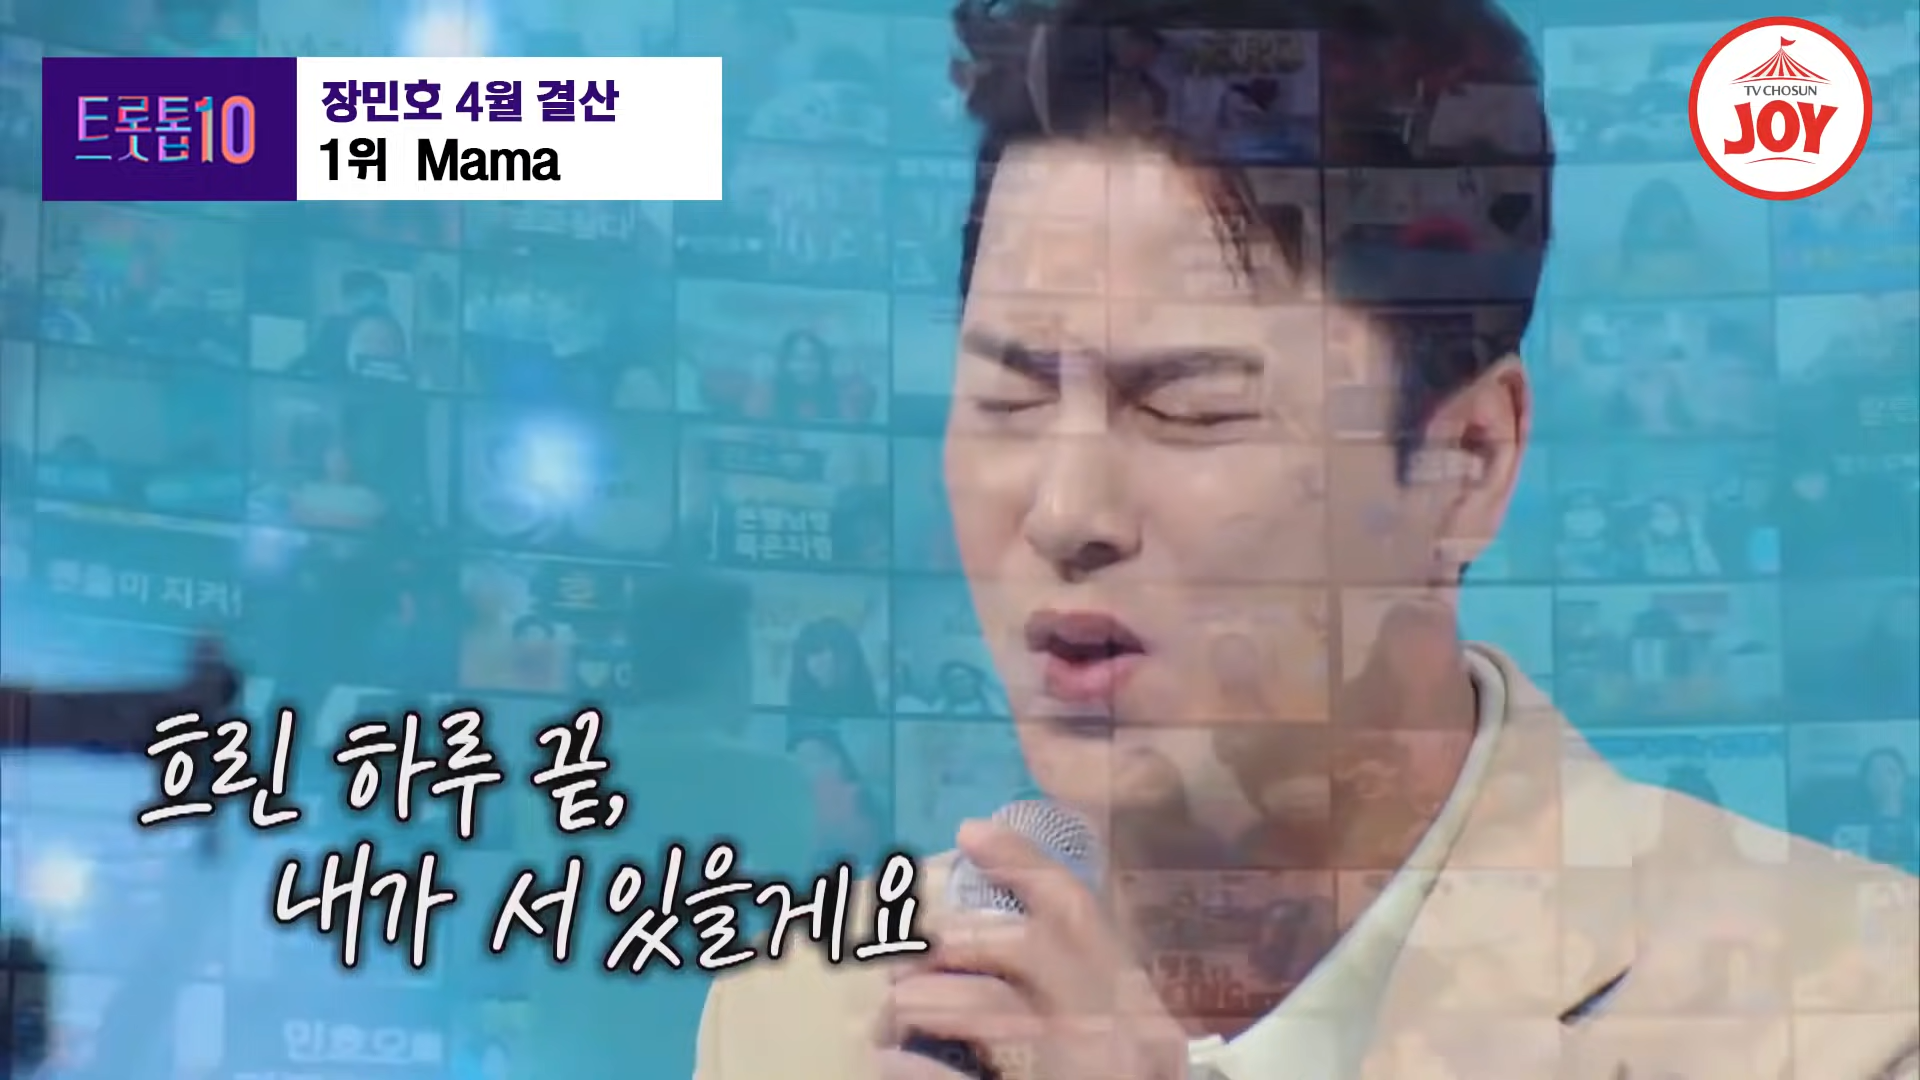 트롯톱10
장민호 4월 결산
1위 Mama
TV CHOSUN
JOY
흐린 하루 끝,
내가 서 있을게요